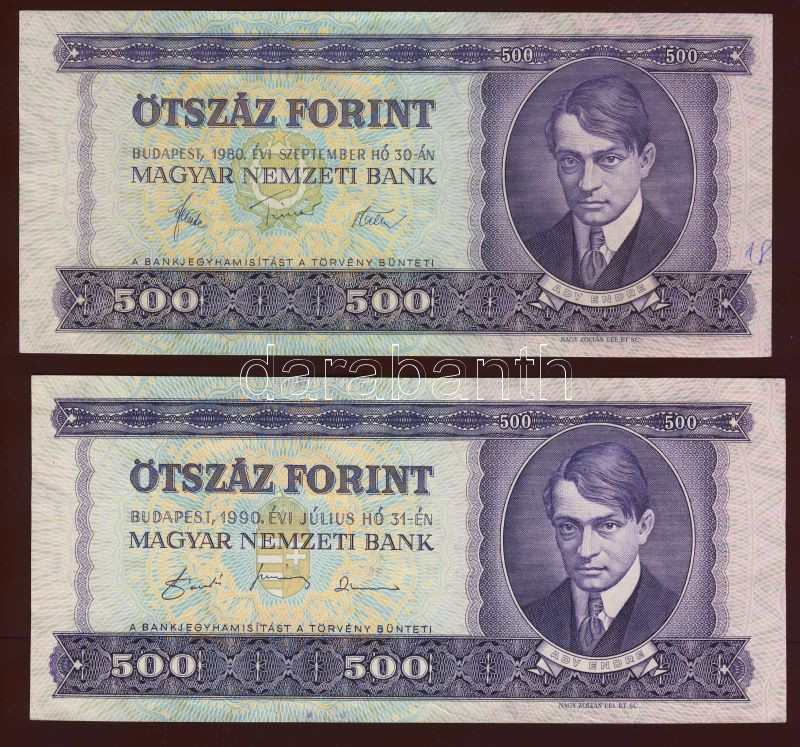 500 500
ÖTSZÁZ FORINT
BUDAPEST, 1980. ÉVI SZEPTEMBER HÓ 30-ÁN
MAGYAR NEMZETI BANK
18
A BANKJEGYHAMISÍTÁST A TÖRVÉNY BÜNTETI
ADY ENDRE
500 500
NAGY ZOLTÁN DEL. ET SC.
darabanth
500 500
ÖTSZÁZ FORINT
BUDAPEST, 1990. ÉVI JÚLIUS HÓ 31-ÉN
MAGYAR NEMZETI BANK
A BANKJEGYHAMISÍTÁST A TÖRVÉNY BÜNTETI
ADY ENDRE
500 500
NAGY ZOLTÁN DEL. ET SC.